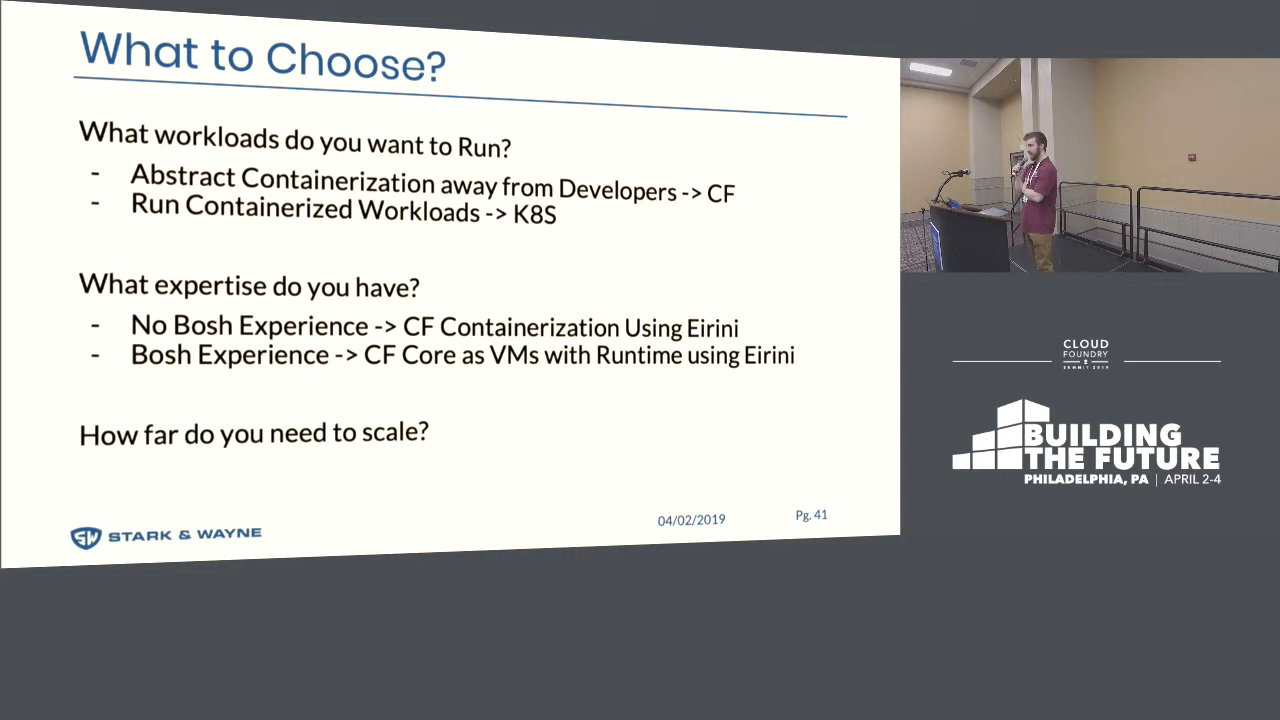 What to Choose?
What workloads do you want to Run?
- Abstract Containerization away from Developers -> CF
- Run Containerized Workloads -> K8S
What expertise do you have?
- No Bosh Experience -> CF Containerization Using Eirini
- Bosh Experience -> CF Core as VMs with Runtime using Eirini
How far do you need to scale?
SW STARK & WAYNE
04/02/2019
Pg. 41
CLOUD
FOUNDRY
SUMMIT 2019
BUILDING
THE FUTURE
PHILADELPHIA, PA | APRIL 2-4